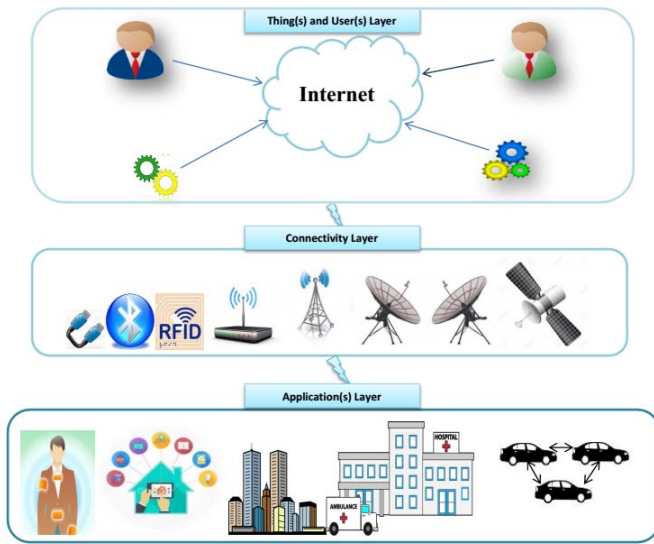 Thing(s) and User(s) Layer
Internet
Connectivity Layer
RFID
Application(s) Layer
HOSPITAL
AMBULANCE